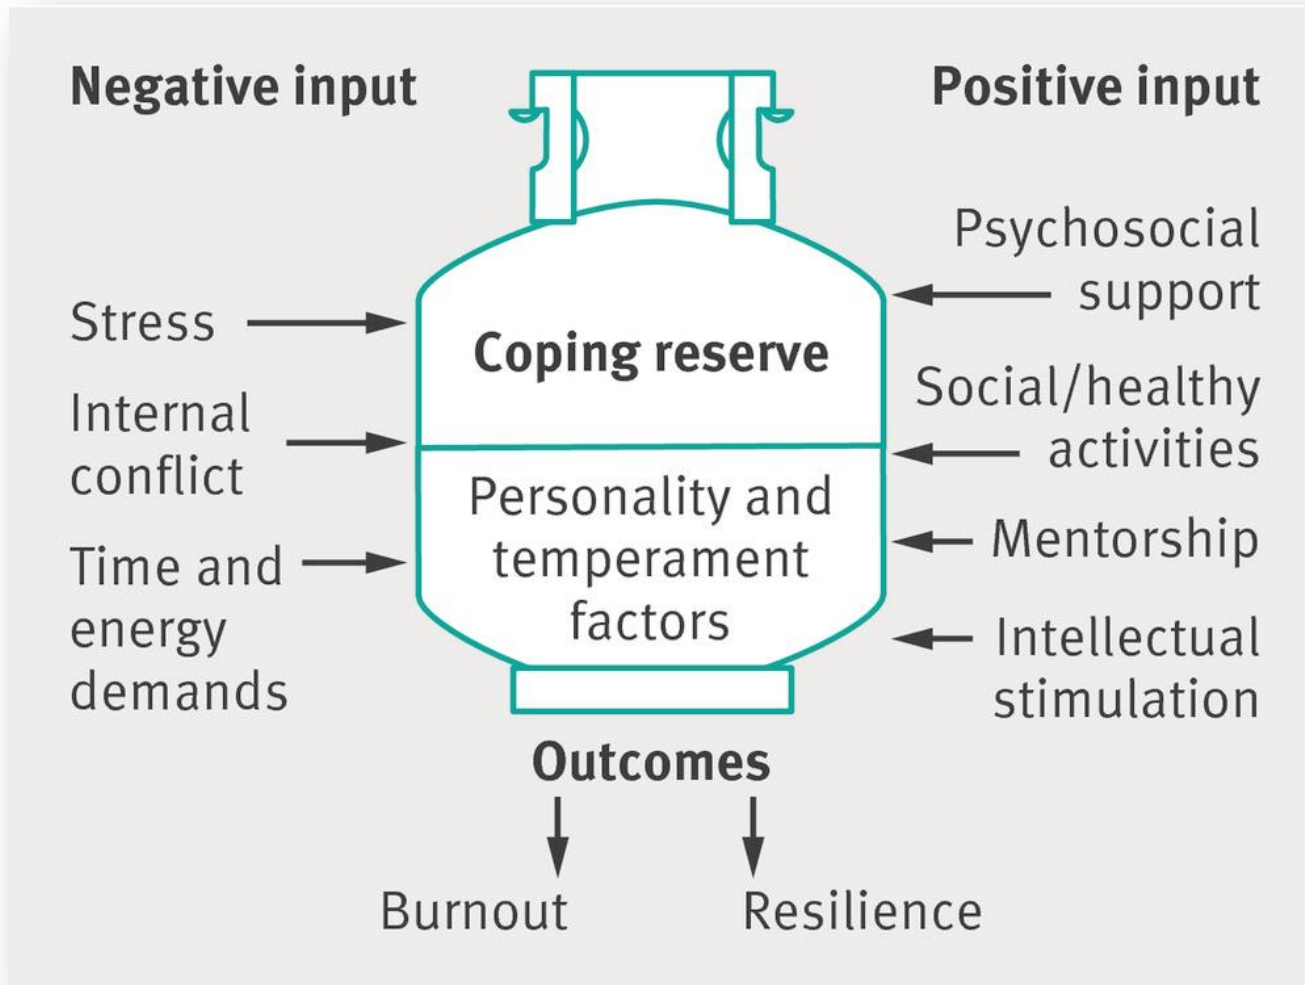 Negative input
Positive input
Stress
Internal
conflict
Time and
energy
demands
Coping reserve
Personality and
temperament
factors
Psychosocial
support
Social/healthy
activities
Mentorship
Intellectual
stimulation
Outcomes
Burnout
Resilience